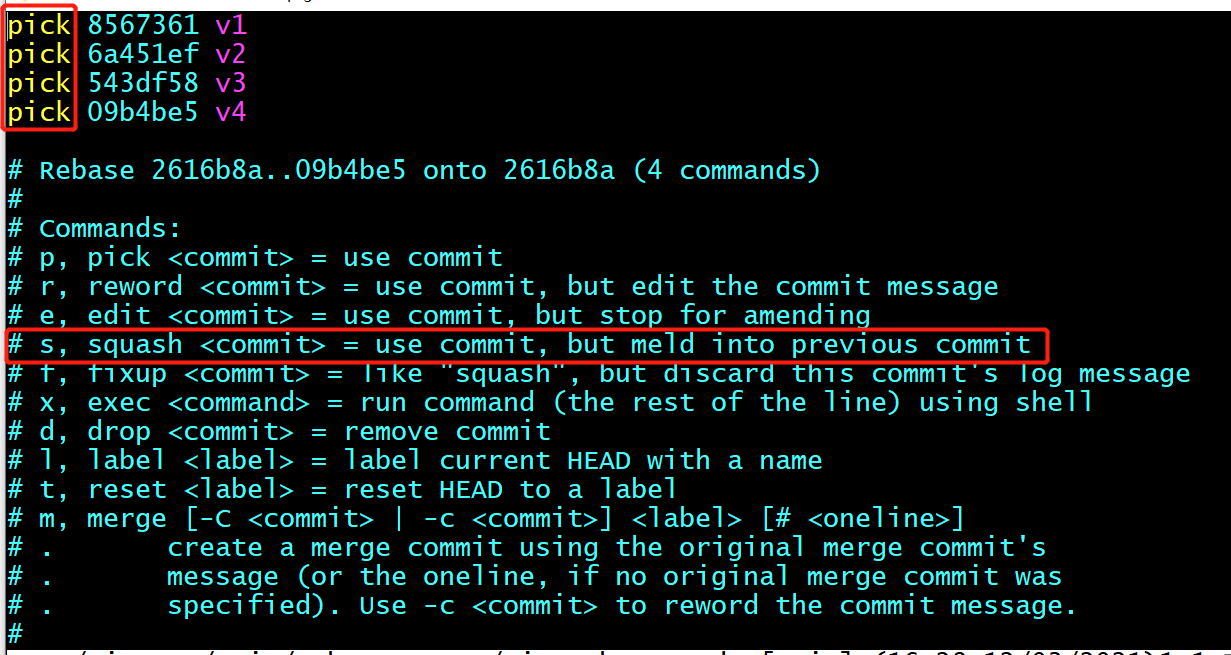 pick 8567361 v1
pick 6a451ef v2
pick 543df58 v3
pick 09b4be5 v4
# Rebase 2616b8a..09b4be5 onto 2616b8a (4 commands)
#
# Commands:
# p, pick <commit> = use commit
# r, reword <commit> = use commit, but edit the commit message
# e, edit <commit> = use commit, but stop for amending
# s, squash <commit> = use commit, but meld into previous commit
# f, fixup <commit> = like "squash", but discard this commit's log message
# x, exec <command> = run command (the rest of the line) using shell
# d, drop <commit> = remove commit
# l, label <label> = label current HEAD with a name
# t, reset <label> = reset HEAD to a label
# m, merge [-C <commit> | -c <commit>] <label> [# <oneline>]
# .       create a merge commit using the original merge commit's
# .       message (or the oneline, if no original merge commit was
# .       specified). Use -c <commit> to reword the commit message.
#